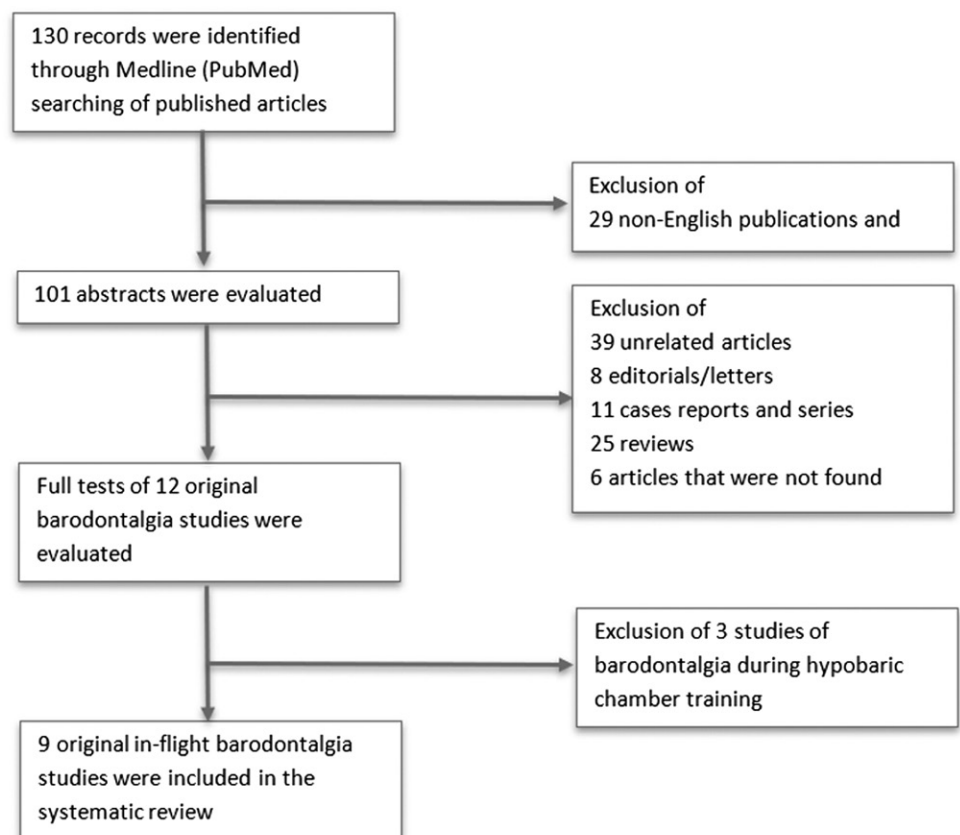 130 records were identified
through Medline (PubMed)
searching of published articles
Exclusion of
29 non-English publications and
101 abstracts were evaluated
Exclusion of
39 unrelated articles
8 editorials/letters
11 cases reports and series
25 reviews
6 articles that were not found
Full tests of 12 original
barodontalgia studies were
evaluated
Exclusion of 3 studies of
barodontalgia during hypobaric
chamber training
9 original in-flight barodontalgia
studies were included in the
systematic review